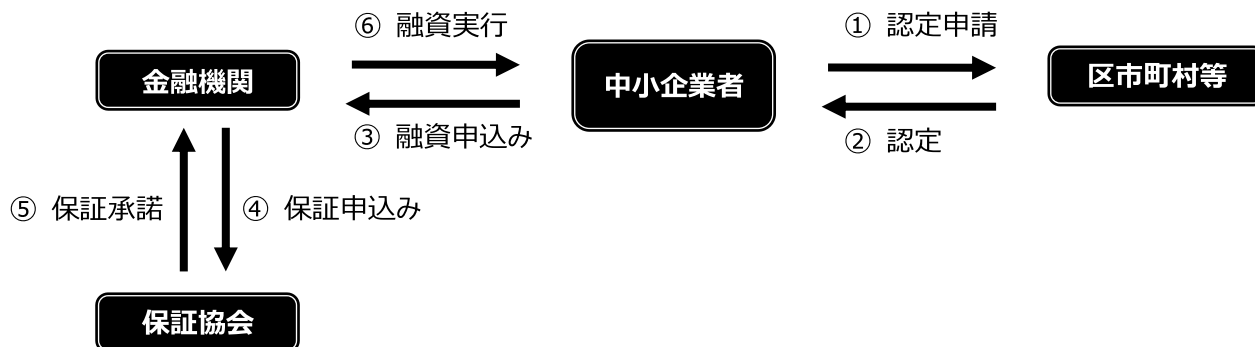 ⑥ 融資実行
① 認定申請
金融機関
中小企業者
区市町村等
③ 融資申込み
② 認定
⑤ 保証承諾
④ 保証申込み
保証協会